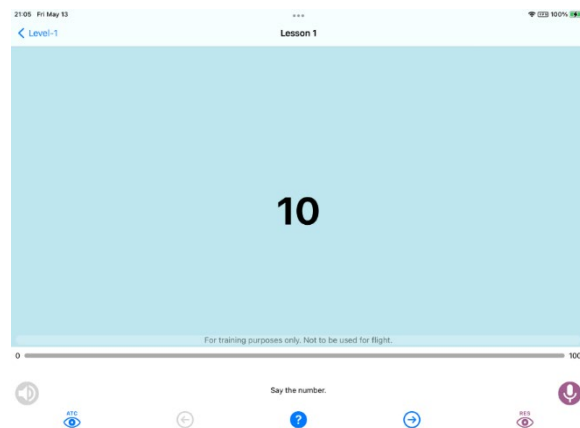 21:05 Fri May 13 100%
Level-1 Lesson 1
10
For training purposes only. Not to be used for flight.
0 100
Say the number.
ATC ? RES